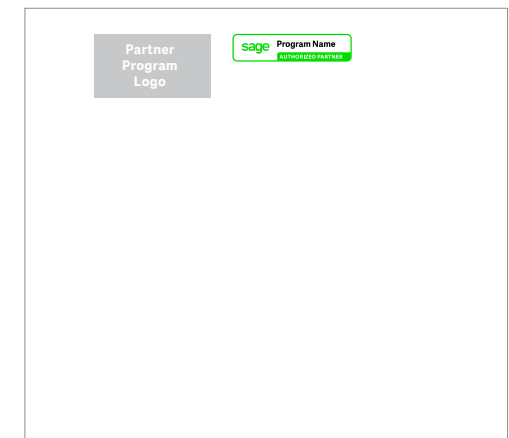 Partner
Program
Logo
sage Program Name
AUTHORIZED PARTNER